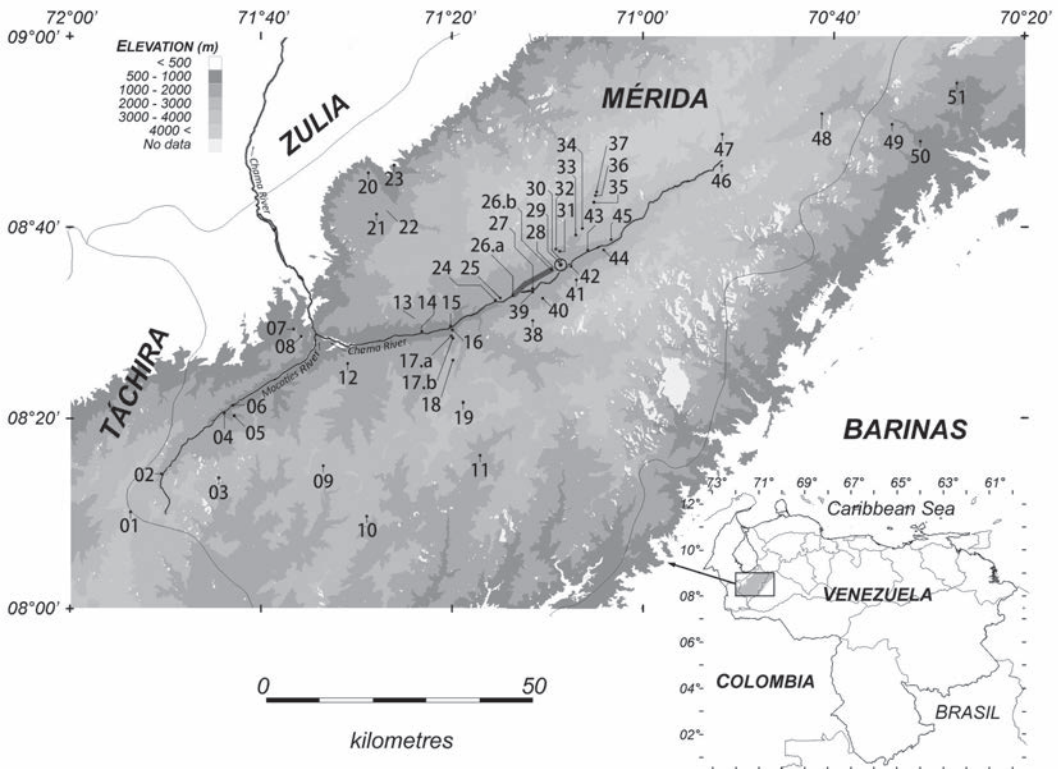 72°00' 71°40' 71°20' 71°00' 70°40' 70°20'
09°00'
08°40'
08°20'
08°00'
ELEVATION (m)
< 500
500 - 1000
1000 - 2000
2000 - 3000
3000 - 4000
4000 <
No data
ZULIA
MÉRIDA
TÁCHIRA
BARINAS
Chama River
Chama River
Mocoties River
01
02
03
04
05
06
07
08
09
10
11
12
13
14
15
16
17.a
17.b
18
19
20
21
22
23
24
25
26.a
26.b
27
28
29
30
31
32
33
34
35
36
37
38
39
40
41
42
43
44
45
46
47
48
49
50
51
0 50
kilometres
73 71° 69° 67° 65° 63° 61°
12°
10°
08°
06°
04°
02°
Caribbean Sea
VENEZUELA
COLOMBIA
BRASIL